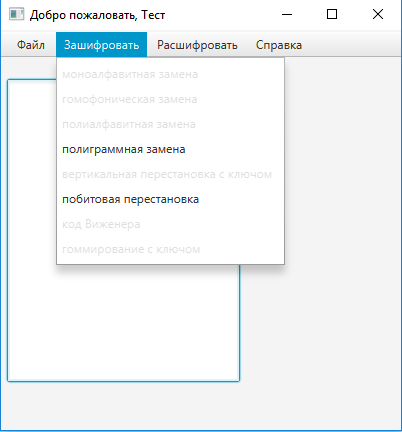 Добро пожаловать, Тест
Файл Зашифровать Расшифровать Справка
моноалфавитная замена
гомофоническая замена
полиалфавитная замена
полиграммная замена
вертикальная перестановка с ключом
побитовая перестановка
код Виженера
гоммирование с ключом